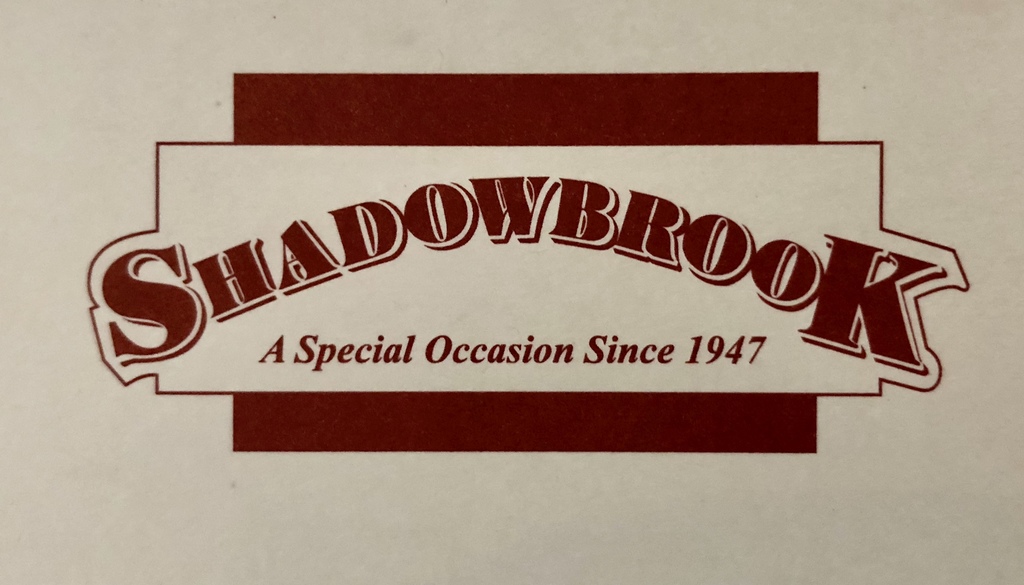 SHADOWBROOK
A Special Occasion Since 1947